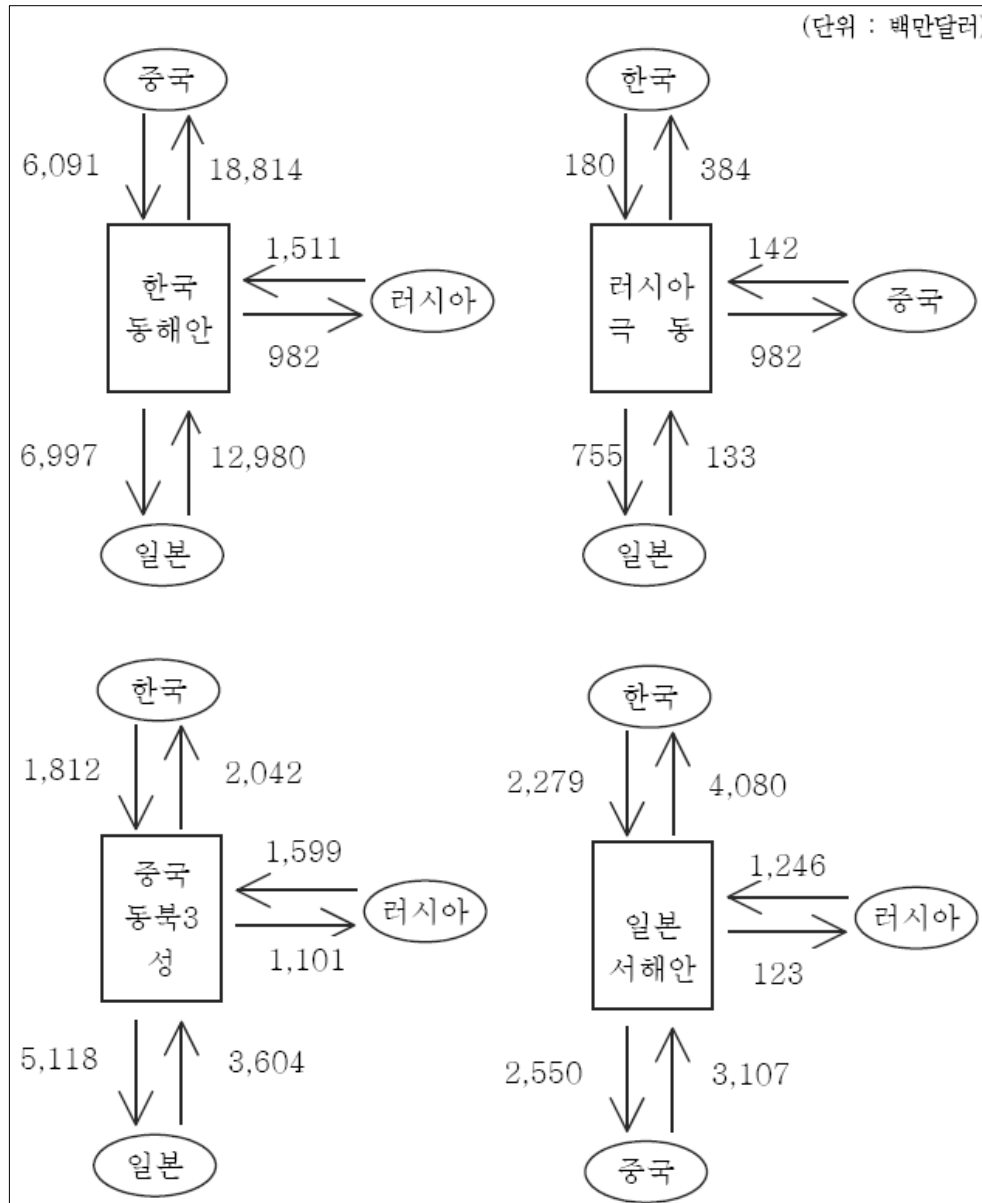 (단위 : 백만달러)
중국
6,091
18,814
한국
동해안
1,511
러시아
982
6,997
12,980
일본
한국
180
384
러시아
극 동
142
중국
982
755
133
일본
한국
1,812
2,042
중국
동북3
성
1,599
러시아
1,101
5,118
3,604
일본
한국
2,279
4,080
일본
서해안
1,246
러시아
123
2,550
3,107
중국